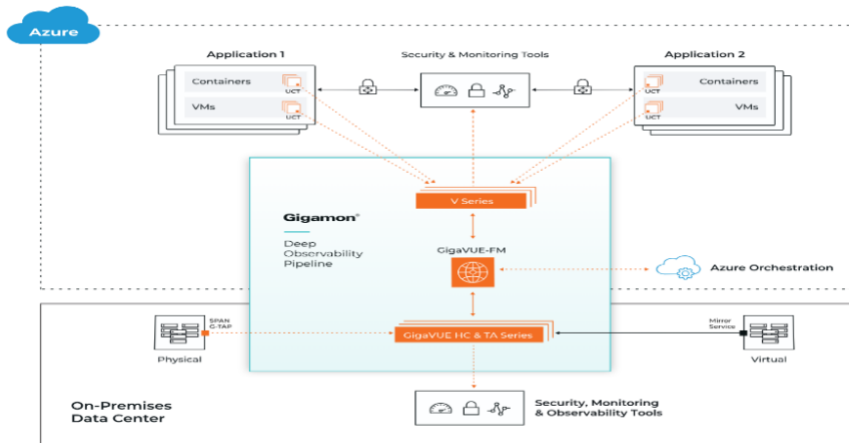 Azure
Application 1
Security & Monitoring Tools
Application 2
Containers
UCT
VMs
UCT
Containers
UCT
VMs
UCT
V Series
Gigamon®
Deep
Observability
Pipeline
GigaVUE-FM
Azure Orchestration
SPAN
G-TAP
Physical
GigaVUE HC & TA Series
Mirror
Service
Virtual
On-Premises
Data Center
Security, Monitoring
& Observability Tools